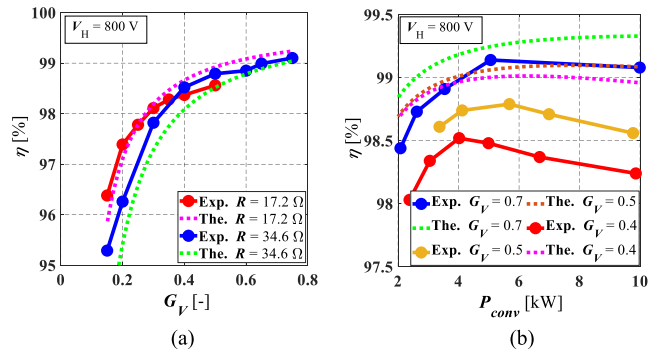 V_H = 800 V
100
99
98
97
96
95
η [%]
0
0.2
0.4
0.6
0.8
G_V [-]
Exp. R = 17.2 Ω
The. R = 17.2 Ω
Exp. R = 34.6 Ω
The. R = 34.6 Ω
(a)
V_H = 800 V
99.5
99
98.5
98
97.5
η [%]
2
4
6
8
10
P_conv [kW]
Exp. G_V = 0.7
The. G_V = 0.7
Exp. G_V = 0.5
The. G_V = 0.5
Exp. G_V = 0.4
The. G_V = 0.4
(b)